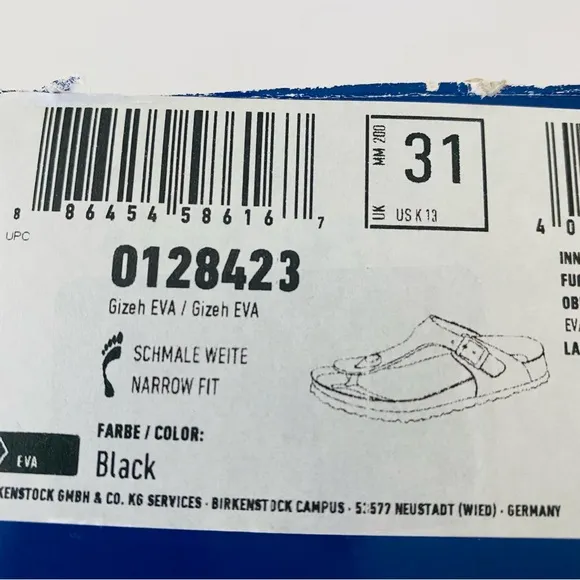 8 86454 58616 7
UPC
MM 200
31
UK
US K 13
4 0
0128423
Gizeh EVA / Gizeh EVA
SCHMALE WEITE
NARROW FIT
INN
FU
OB
EV
LA
FARBE / COLOR:
EVA
Black
KENSTOCK GMBH & CO. KG SERVICES · BIRKENSTOCK CAMPUS · 53577 NEUSTADT (WIED) · GERMANY